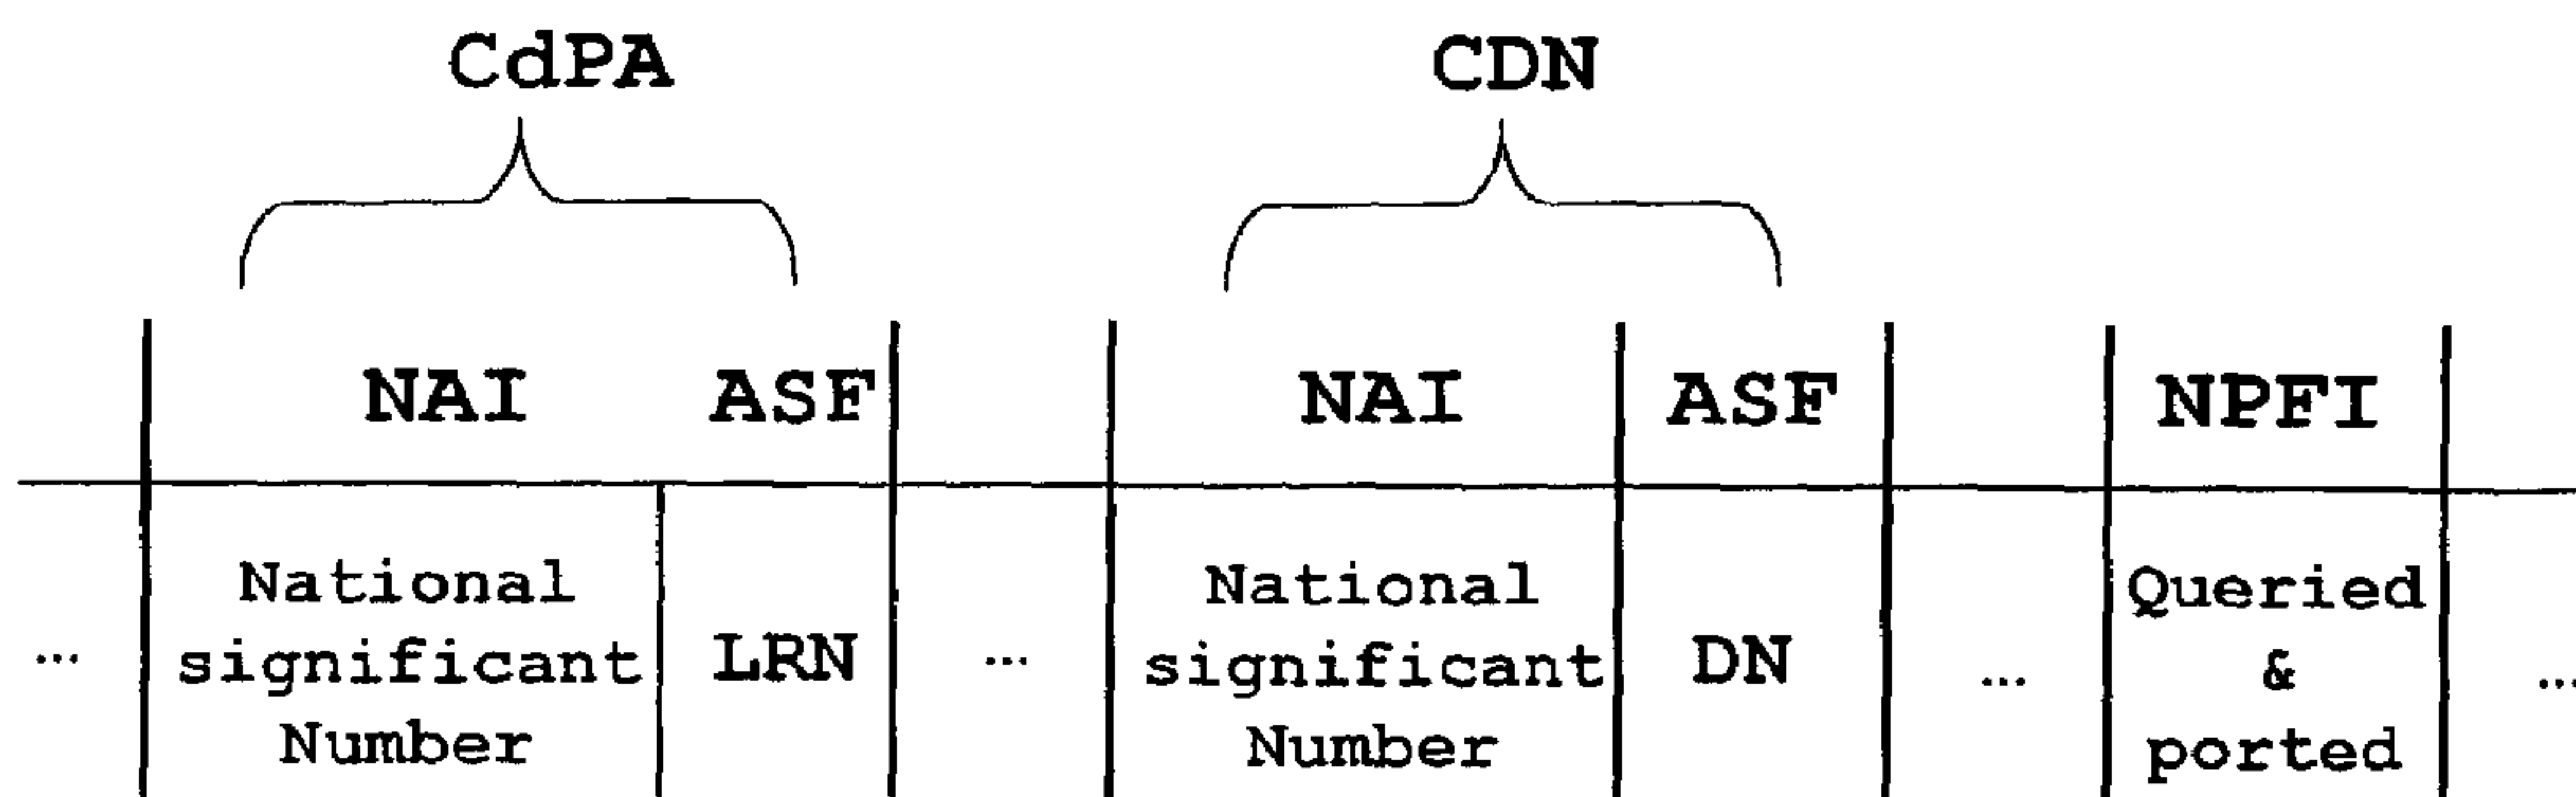 CdPA CDN
NAI ASF NAI ASF NPFI
National National Queried
... significant LRN ... significant DN ... & ...
Number Number ported